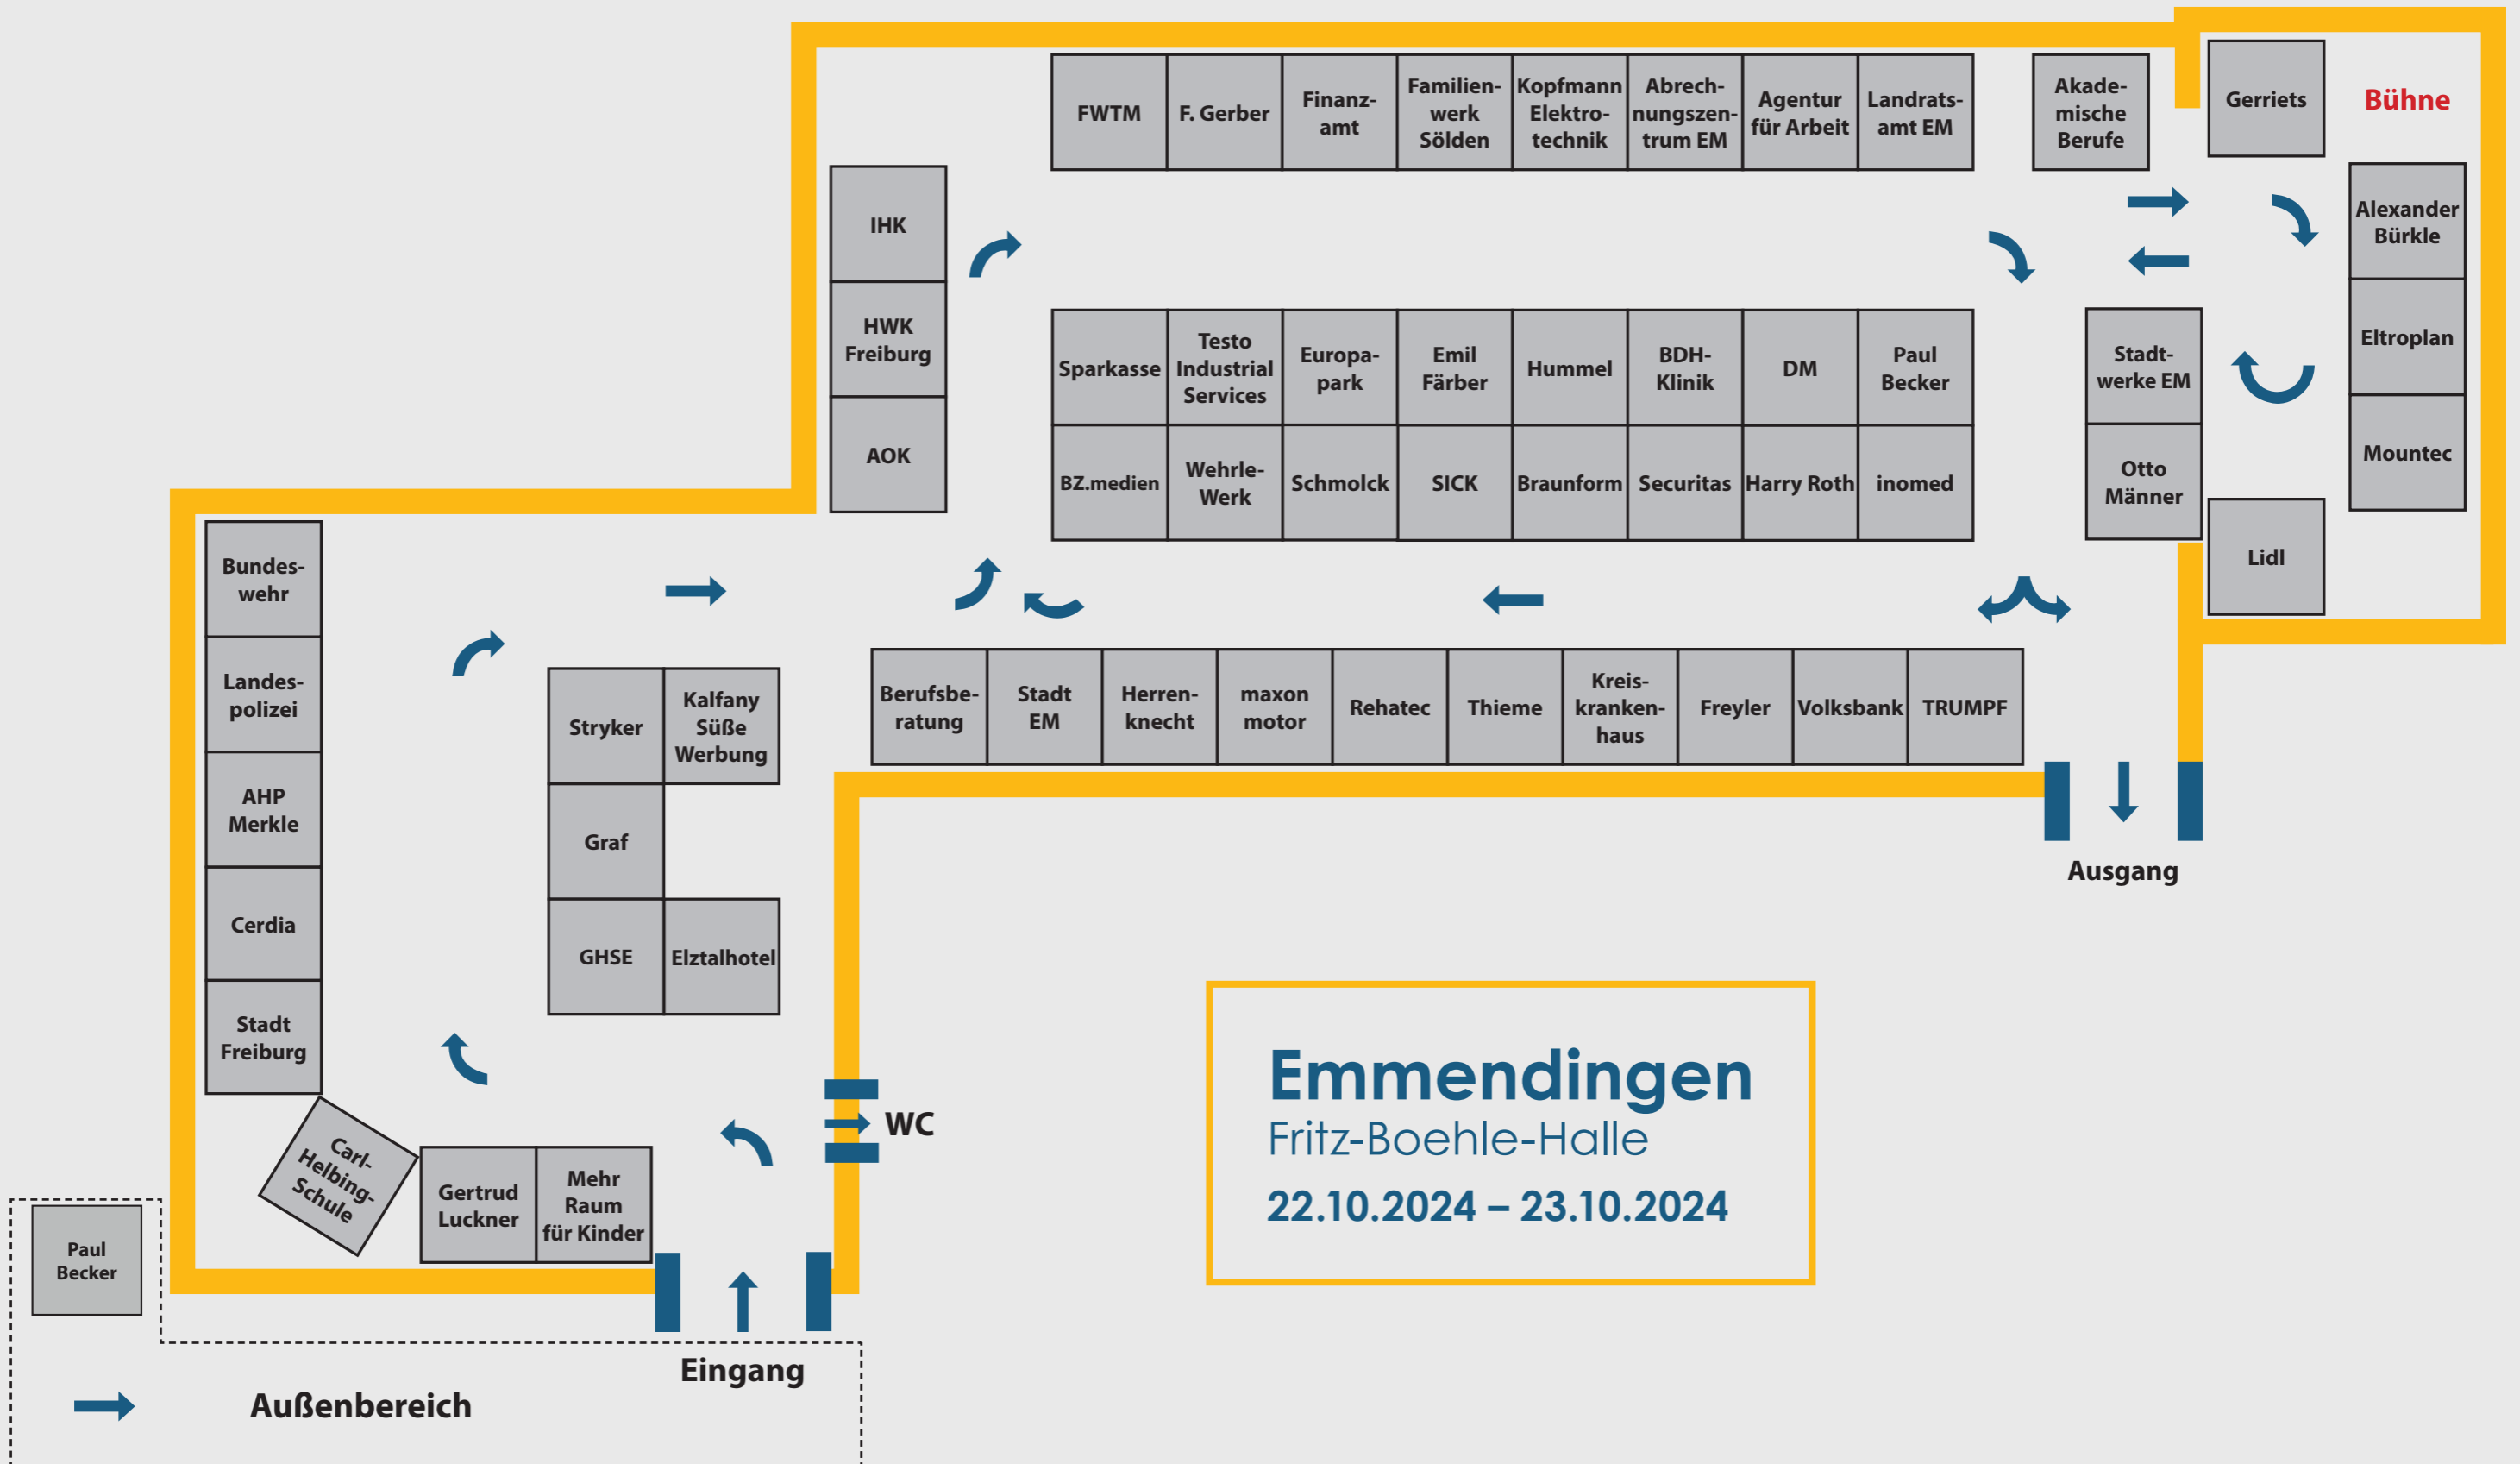 FWTM
F. Gerber
Finanz-
amt
Familien-
werk
Sölden
Kopfmann
Elektro-
technik
Abrech-
nungszen-
trum EM
Agentur
für Arbeit
Landrats-
amt EM
Akade-
mische
Berufe
Gerriets
Bühne
IHK
HWK
Freiburg
AOK
Alexander
Bürkle
Eltroplan
Mountec
Sparkasse
Testo
Industrial
Services
Europa-
park
Emil
Färber
Hummel
BDH-
Klinik
DM
Paul
Becker
Stadt-
werke EM
BZ.medien
Wehrle-
Werk
Schmolck
SICK
Braunform
Securitas
Harry Roth
inomed
Otto
Männer
Lidl
Bundes-
wehr
Landes-
polizei
AHP
Merkle
Cerdia
Stadt
Freiburg
Stryker
Kalfany
Süße
Werbung
Graf
GHSE
Elztalhotel
Berufsbe-
ratung
Stadt
EM
Herren-
knecht
maxon
motor
Rehatec
Thieme
Kreis-
kranken-
haus
Freyler
Volksbank
TRUMPF
Ausgang
WC
Carl-
Helbing-
Schule
Gertrud
Luckner
Mehr
Raum
für Kinder
Paul
Becker
Eingang
Außenbereich
Emmendingen
Fritz-Boehle-Halle
22.10.2024 – 23.10.2024